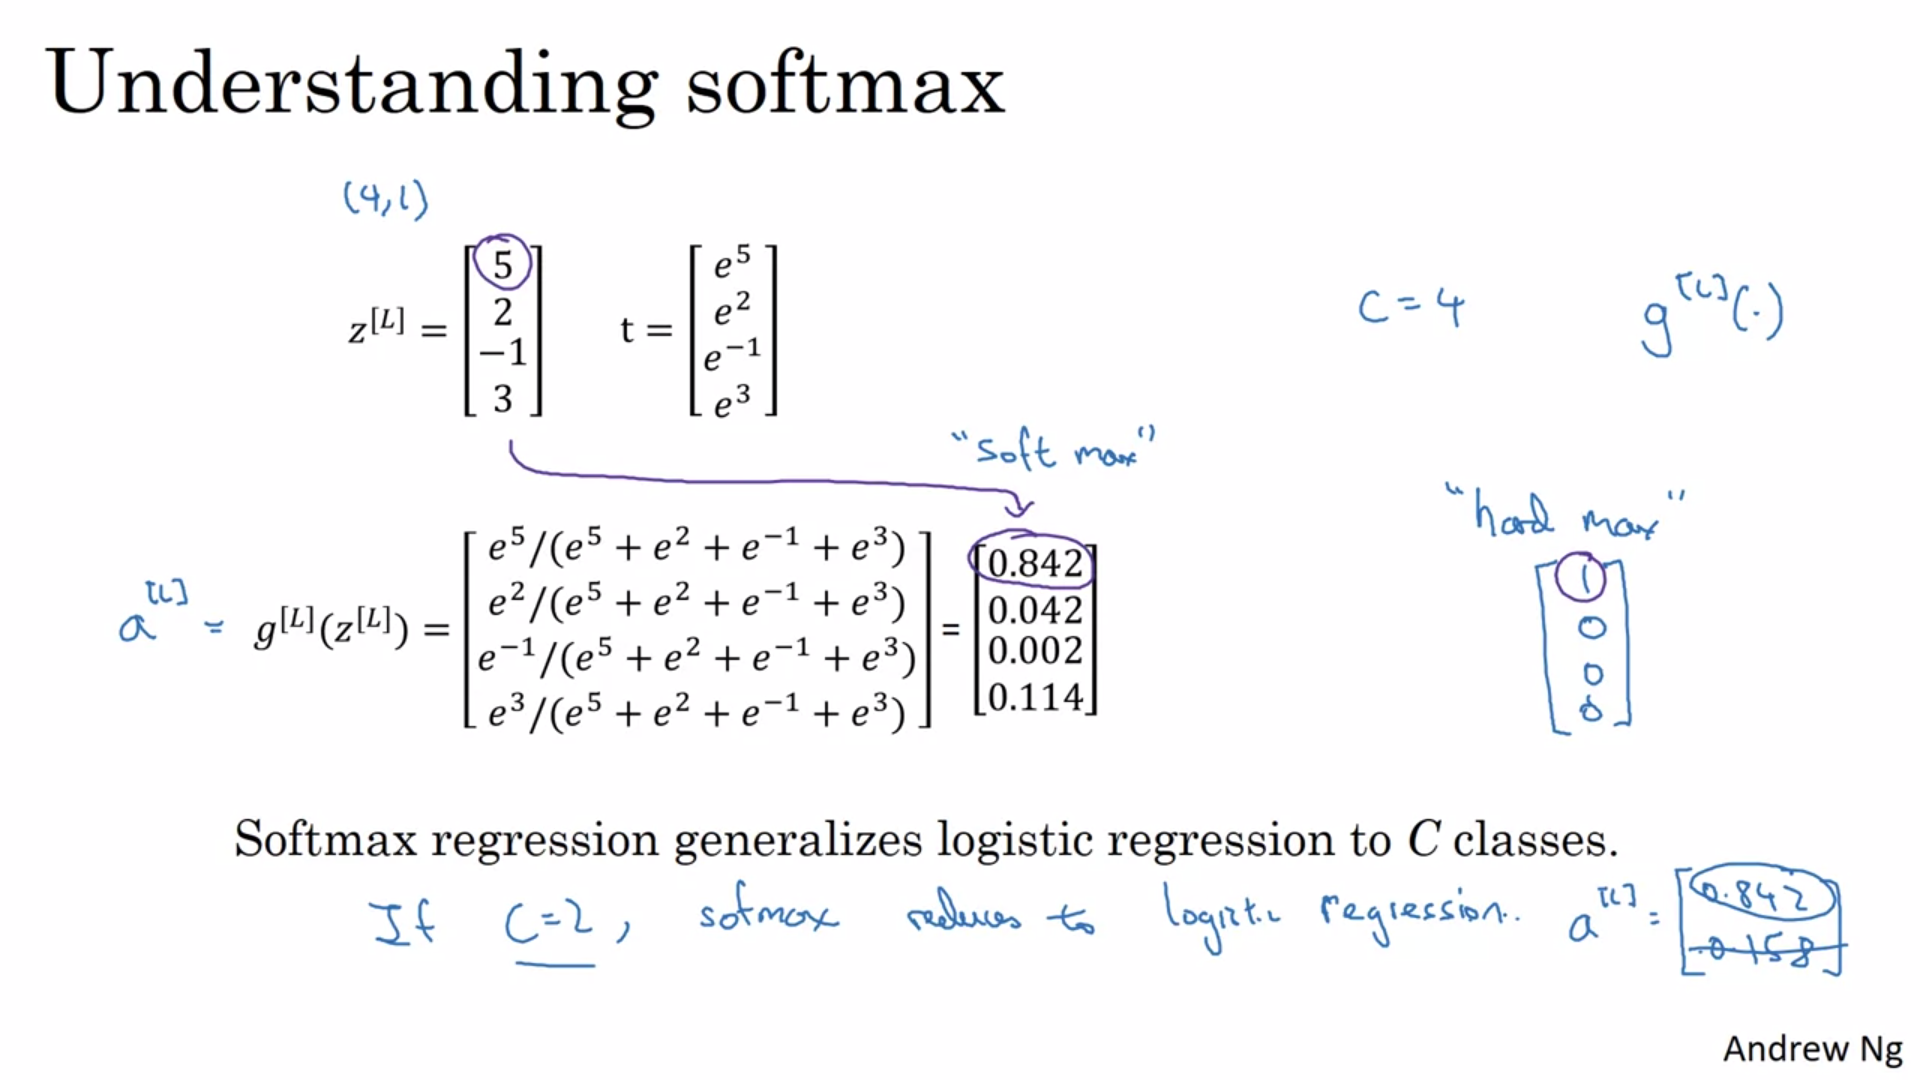 Understanding softmax
(4,1)
z^[L] = [5 2 −1 3] t = [e^5 e^2 e^−1 e^3]
C = 4 g^[L](.)
"soft max"
"hard max"
a^[L] = g^[L](z^[L]) = [e^5/(e^5 + e^2 + e^−1 + e^3) = [0.842 [1
e^2/(e^5 + e^2 + e^−1 + e^3) 0.042 0
e^−1/(e^5 + e^2 + e^−1 + e^3) 0.002 0
e^3/(e^5 + e^2 + e^−1 + e^3)] 0.114] 0]
Softmax regression generalizes logistic regression to C classes.
If C=2, softmax reduces to logistic regression. a^[L] = [0.842 0.158]
Andrew Ng